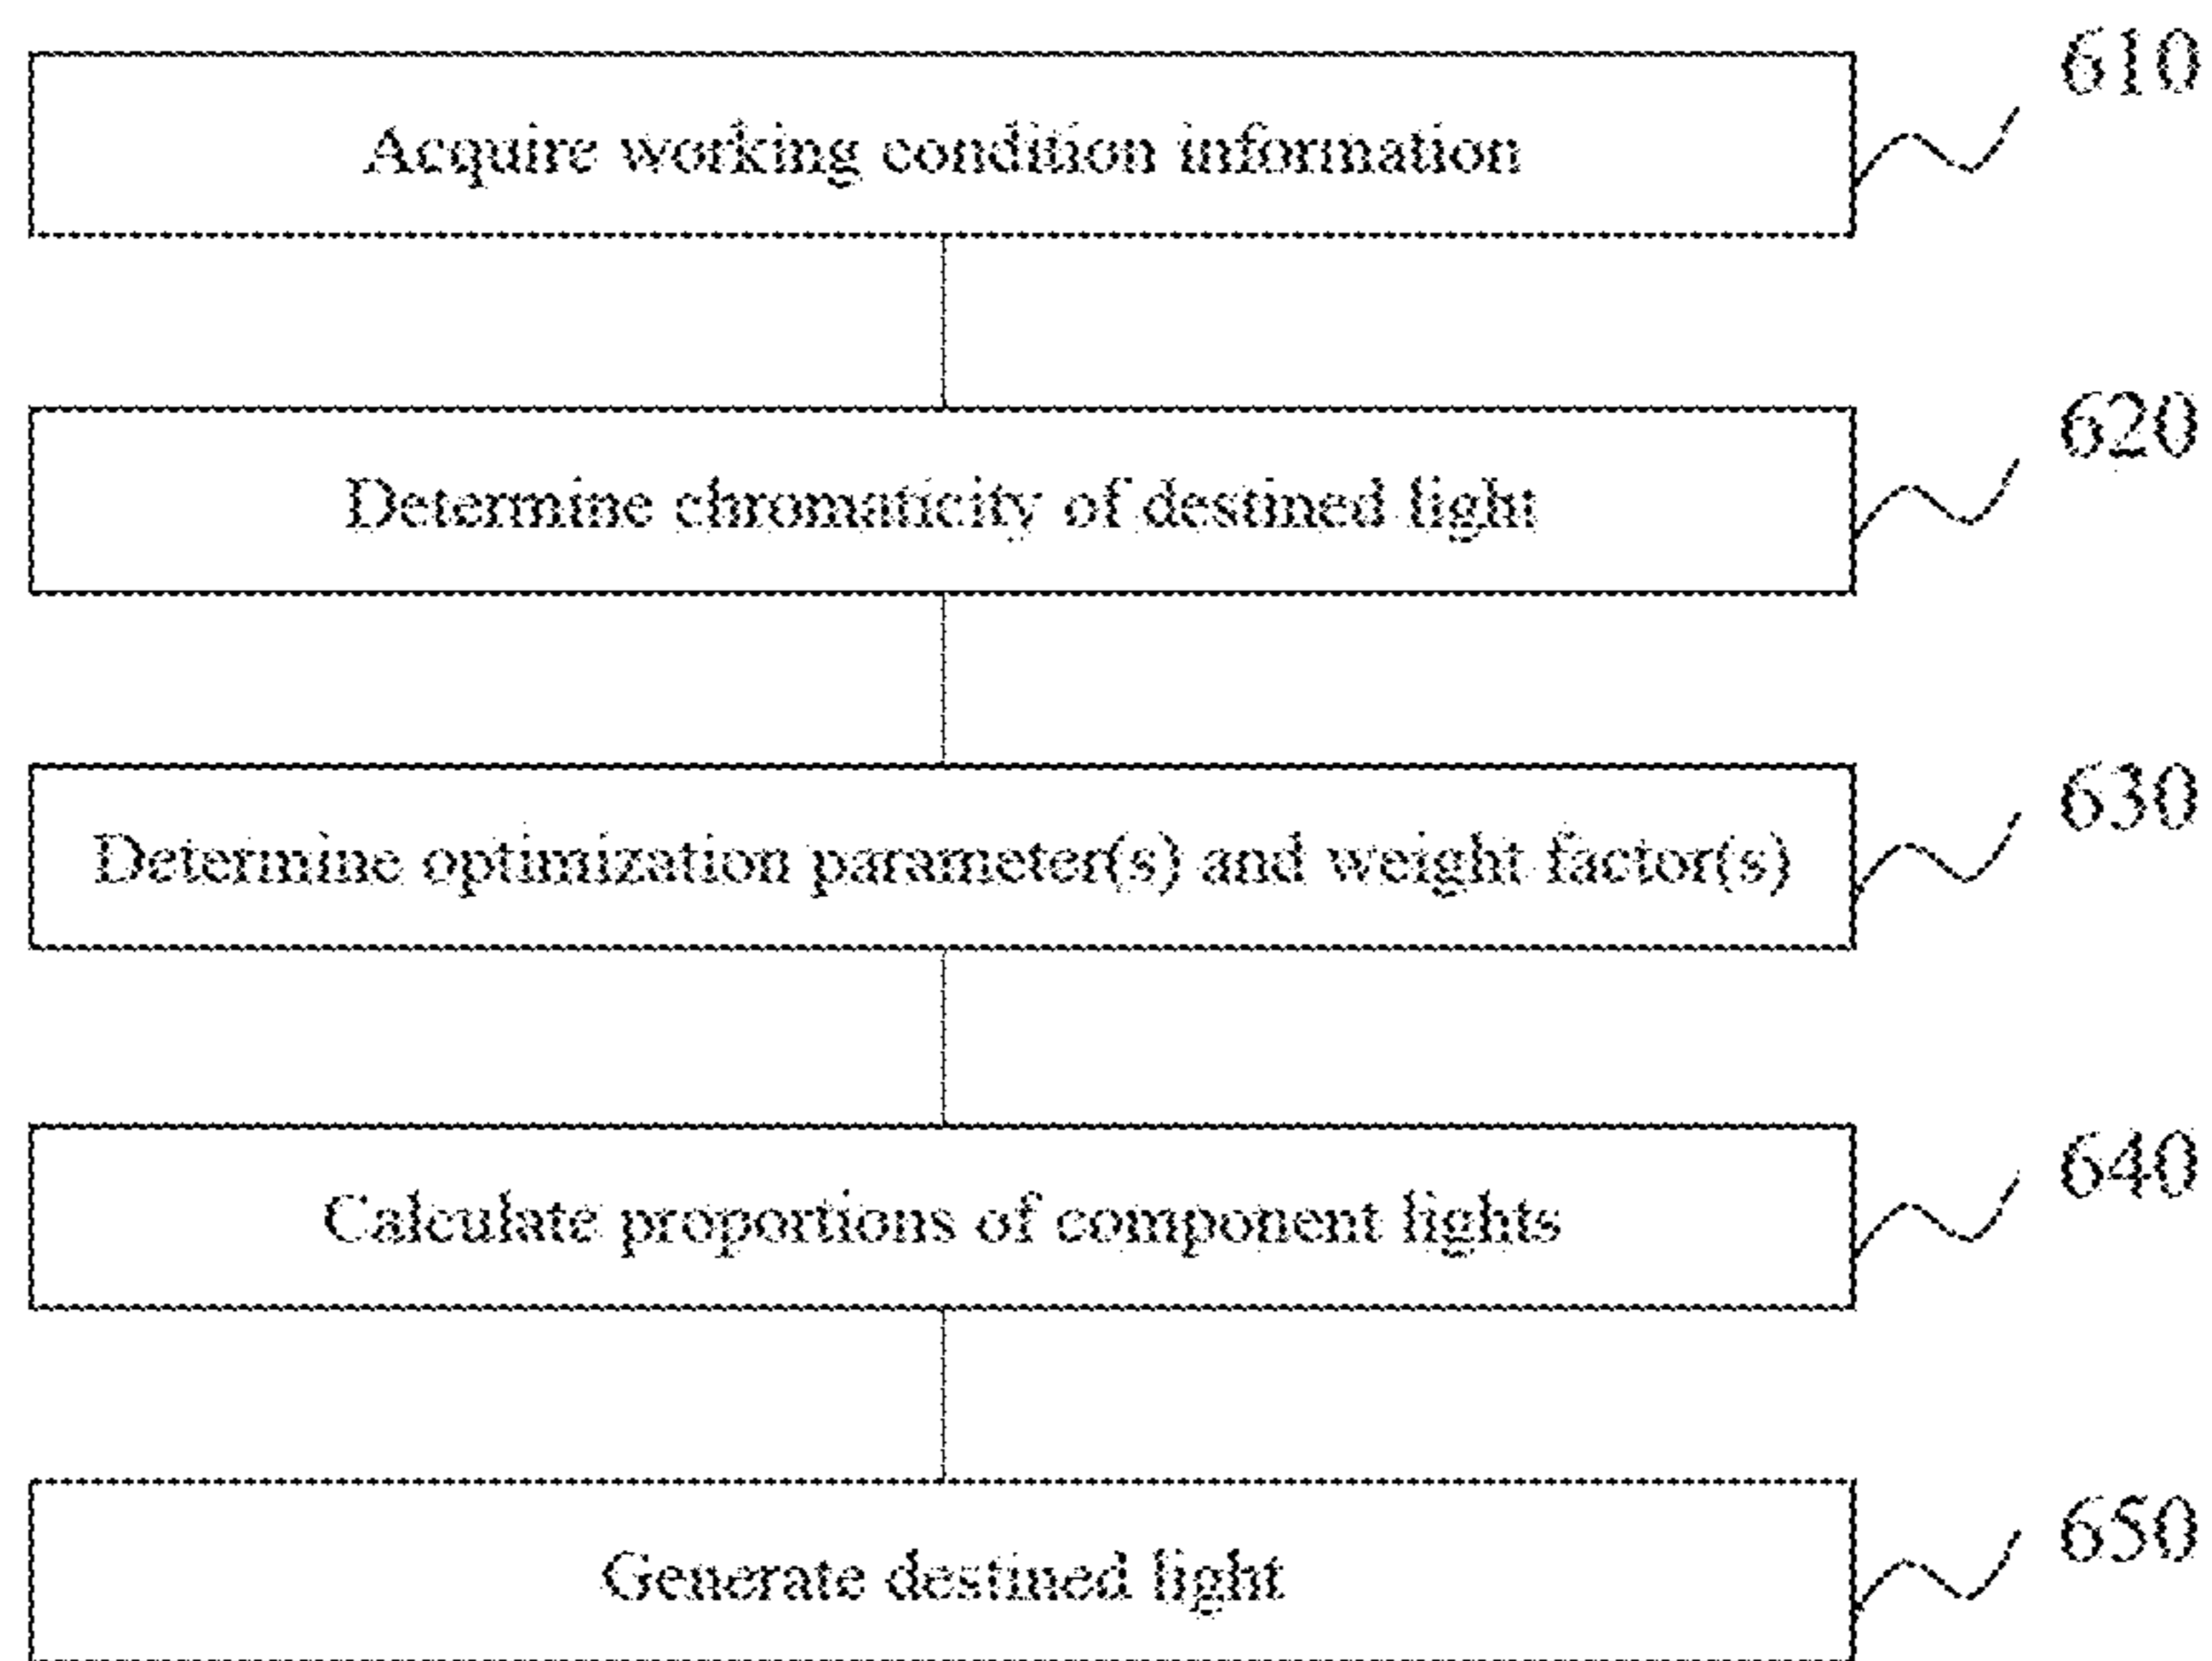 610
Acquire working condition information
620
Determine chromaticity of destined light
630
Determine optimization parameter(s) and weight factor(s)
640
Calculate proportions of component lights
650
Generate destined light